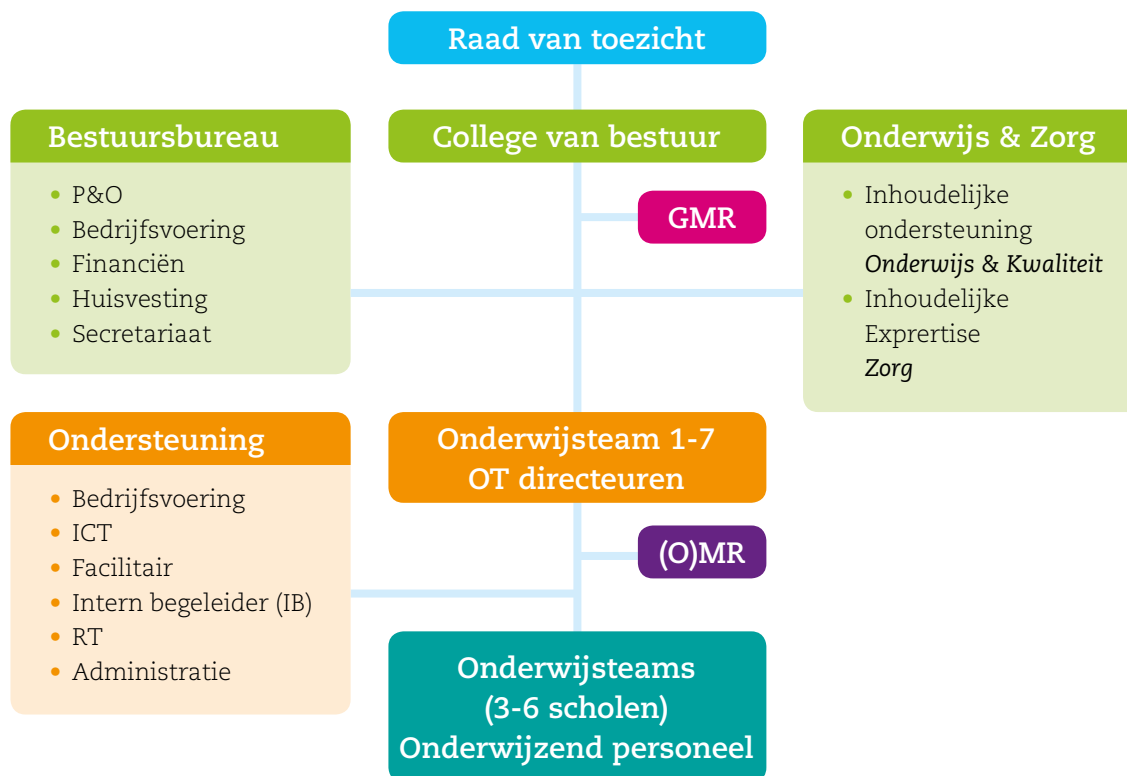 Raad van toezicht
Bestuursbureau
• P&O
• Bedrijfsvoering
• Financiën
• Huisvesting
• Secretariaat
College van bestuur
GMR
Onderwijs & Zorg
• Inhoudelijke
ondersteuning
Onderwijs & Kwaliteit
• Inhoudelijke
Exprertise
Zorg
Ondersteuning
• Bedrijfsvoering
• ICT
• Facilitair
• Intern begeleider (IB)
• RT
• Administratie
Onderwijsteam 1-7
OT directeuren
(O)MR
Onderwijsteams
(3-6 scholen)
Onderwijzend personeel